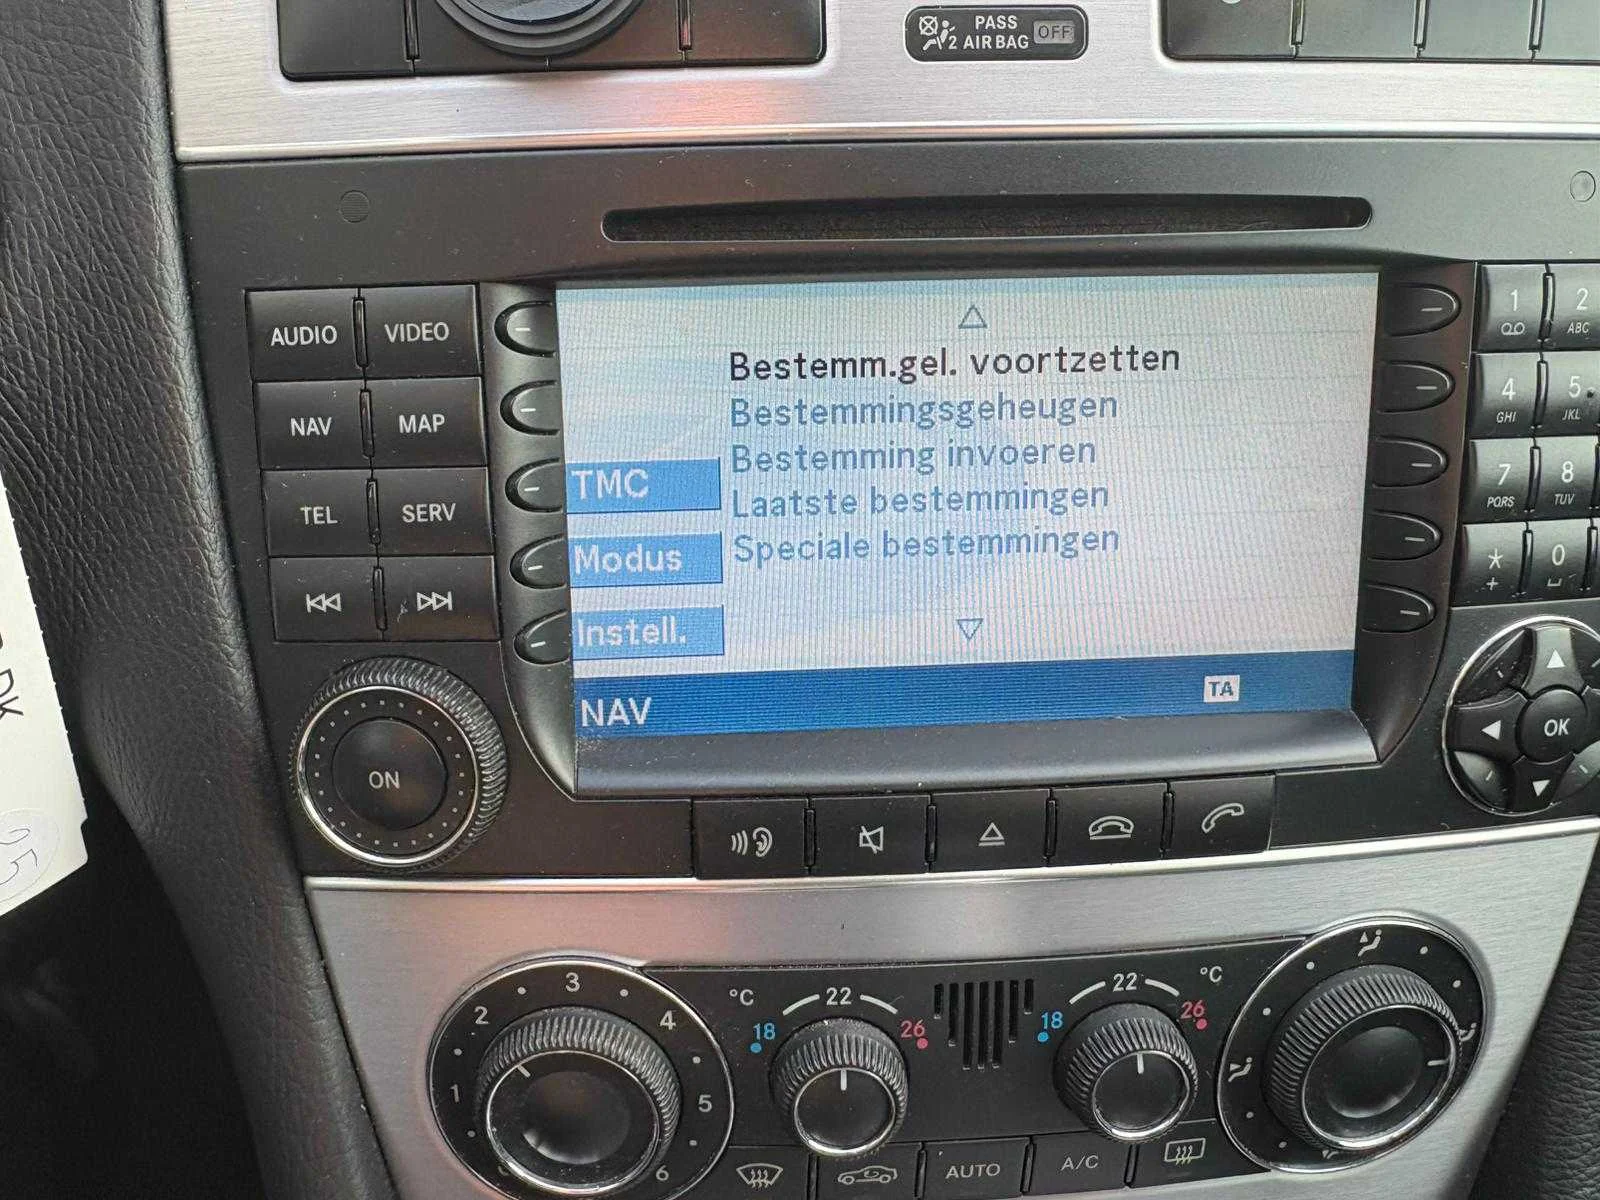 PASS
2 AIR BAG OFF
AUDIO VIDEO
NAV MAP
TEL SERV
ON
Bestemm.gel. voortzetten
Bestemmingsgeheugen
Bestemming invoeren
Laatste bestemmingen
Speciale bestemmingen
TMC
Modus
Instell.
NAV
TA
1 2 ABC
4 GHI 5 JKL
7 PQRS 8 TUV
* + 0
OK
1 2 3 4 5 6
°C 18 22 26
18 22 26 °C
AUTO A/C